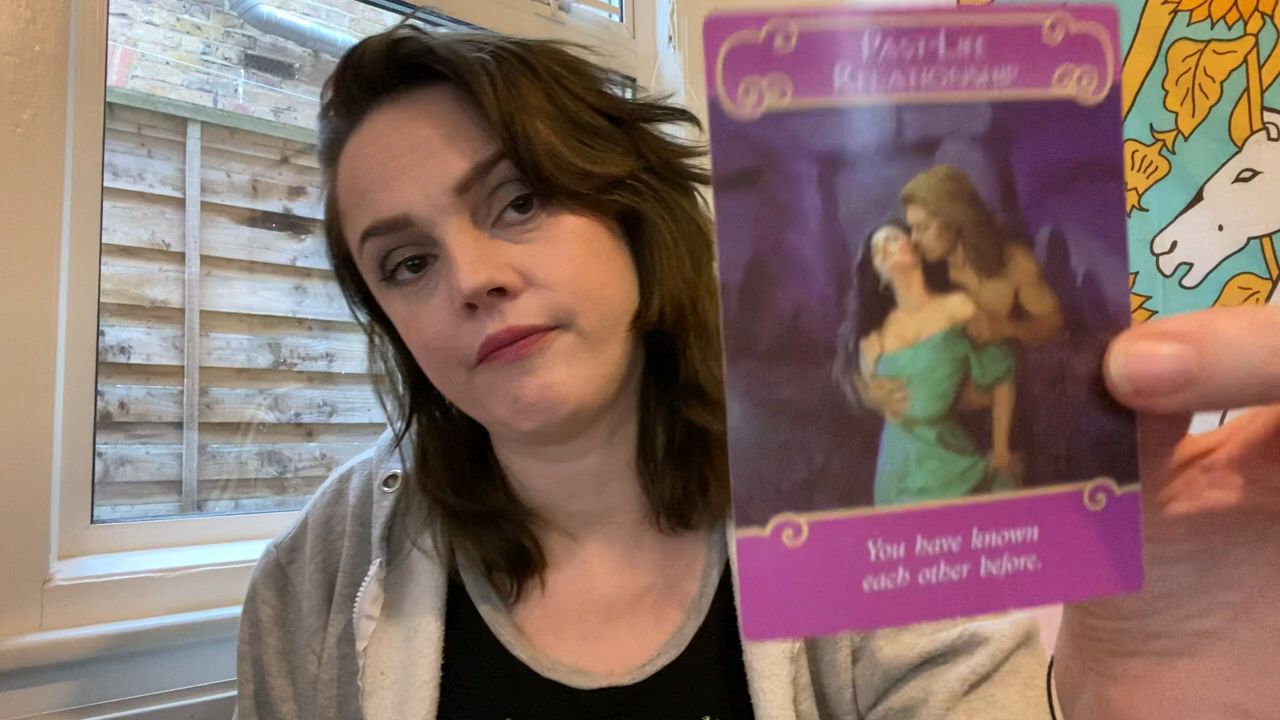 PAST-LIFE
RELATIONSHIP
You have known
each other before.